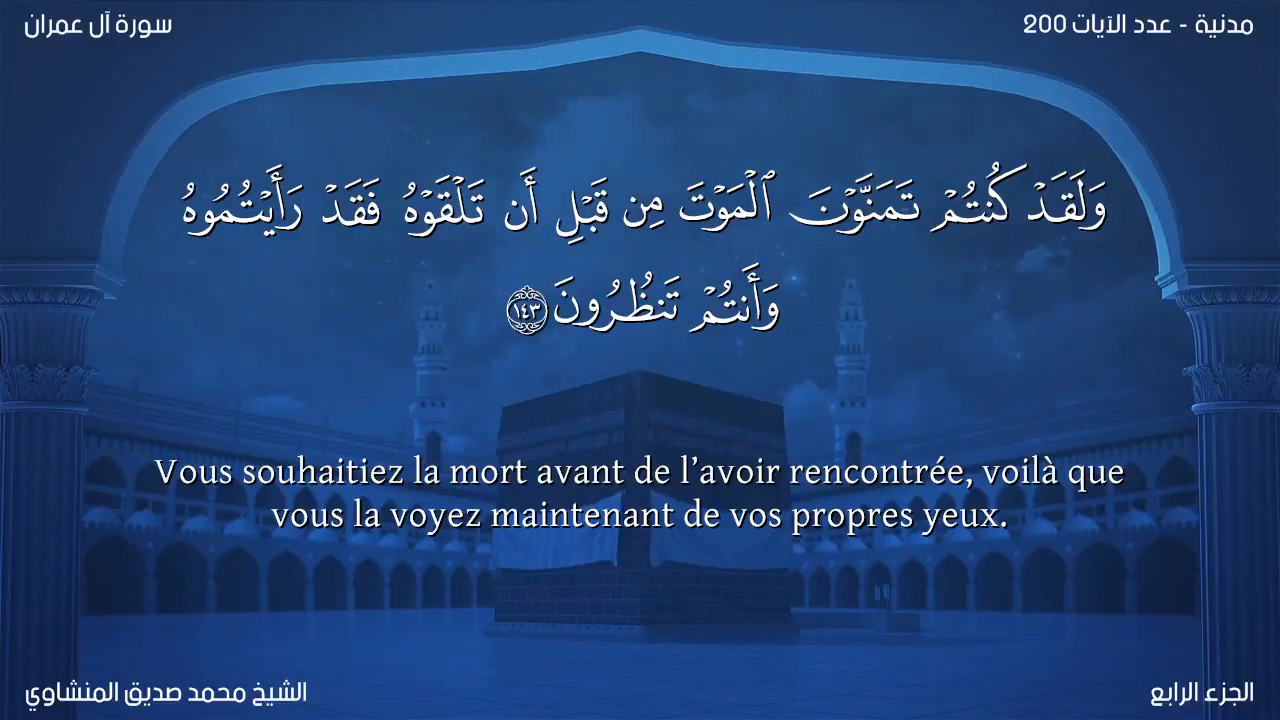 سورة آل عمران
مدنية - عدد الآيات 200
وَلَقَدْ كُنتُمْ تَمَنَّوْنَ ٱلْمَوْتَ مِن قَبْلِ أَن تَلْقَوْهُ فَقَدْ رَأَيْتُمُوهُ
وَأَنتُمْ تَنظُرُونَ ١٤٣
Vous souhaitiez la mort avant de l’avoir rencontrée, voilà que
vous la voyez maintenant de vos propres yeux.
الشيخ محمد صديق المنشاوي
الجزء الرابع